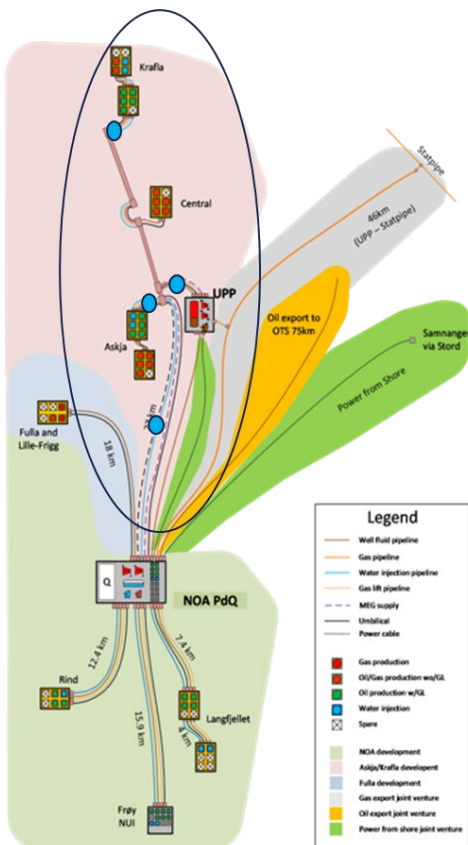 Krafla
Central
Statpipe
46km
(UPP – Statpipe)
UPP
Oil export to
OTS 75km
Samnanger
via Stord
Power from Shore
Askja
Fulla and
Lille-Frigg
18 km
Q
NOA PdQ
12.4 km
7.4 km
Rind
15.9 km
Langfjellet
4 km
Frøy
NUI
Legend
Well fluid pipeline
Gas pipeline
Water injection pipeline
Gas lift pipeline
MEG supply
Umbilical
Power cable
Gas production
Oil/Gas production wo/GL
Oil production w/GL
Water injection
Spare
NOA development
Askja/Krafla developent
Fulla development
Gas export joint venture
Oil export joint venture
Power from shore joint venture